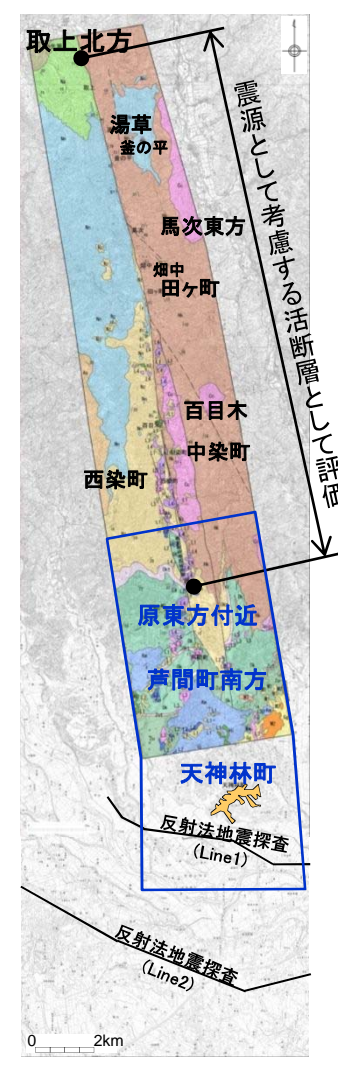 取上北方
湯草
釜の平
震源として考慮する活断層として評価
馬次東方
畑中
田ヶ町
百目木
中染町
西染町
原東方付近
芦間町南方
天神林町
反射法地震探査
(Line1)
反射法地震探査
(Line2)
0 2km